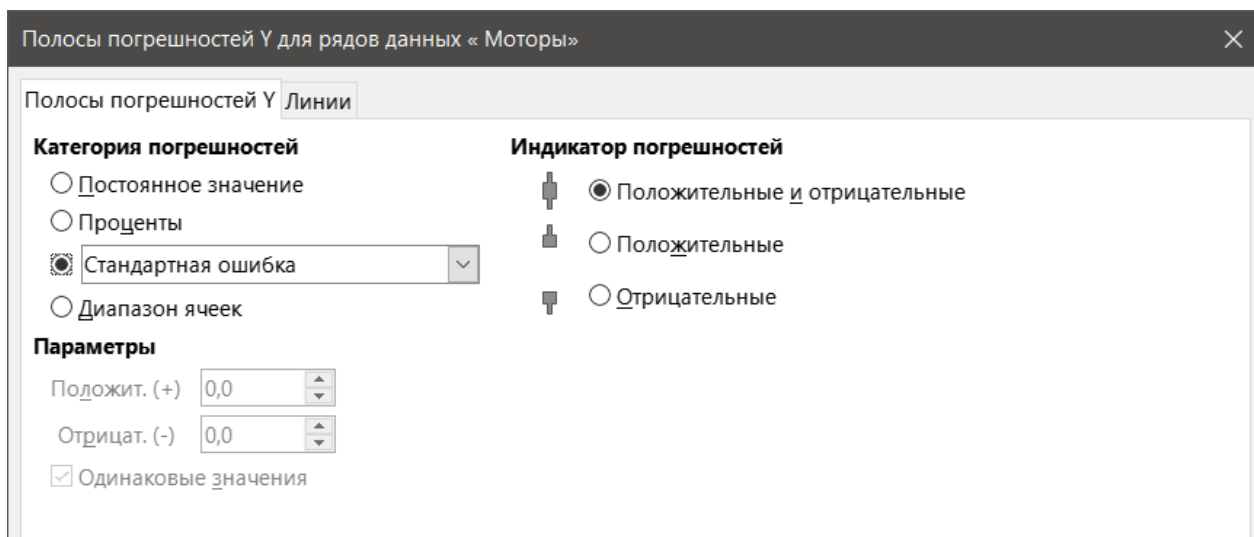 Полосы погрешностей Y для рядов данных « Моторы»
Полосы погрешностей Y Линии
Категория погрешностей
Постоянное значение
Проценты
Стандартная ошибка
Диапазон ячеек
Индикатор погрешностей
Положительные и отрицательные
Положительные
Отрицательные
Параметры
Положит. (+) 0,0
Отрицат. (-) 0,0
Одинаковые значения